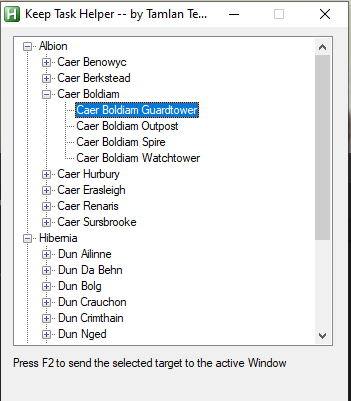 Keep Task Helper -- by Tamlan Te...
Albion
Caer Benowyc
Caer Berkstead
Caer Boldiam
Caer Boldiam Guardtower
Caer Boldiam Outpost
Caer Boldiam Spire
Caer Boldiam Watchtower
Caer Hurbury
Caer Erasleigh
Caer Renaris
Caer Sursbrooke
Hibernia
Dun Ailinne
Dun Da Behn
Dun Bolg
Dun Crauchon
Dun Crimthain
Dun Nged
Press F2 to send the selected target to the active Window